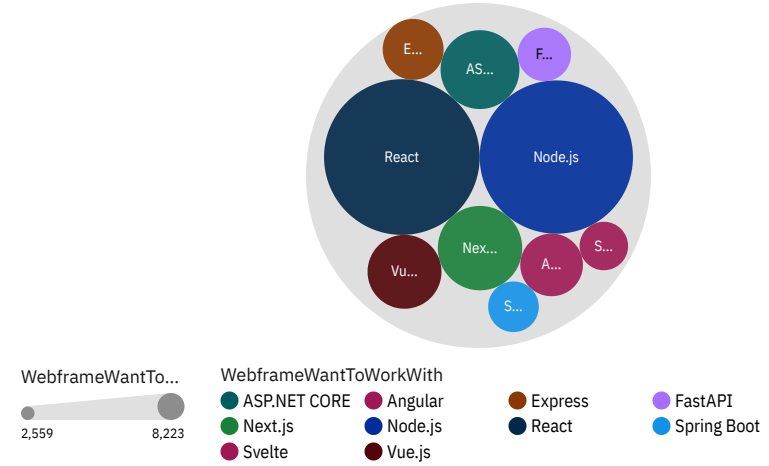 E...
AS...
F...
React
Node.js
Nex...
Vu...
A...
S...
S...
WebframeWantTo...
2,559 8,223
WebframeWantToWorkWith
ASP.NET CORE Angular Express FastAPI
Next.js Node.js React Spring Boot
Svelte Vue.js